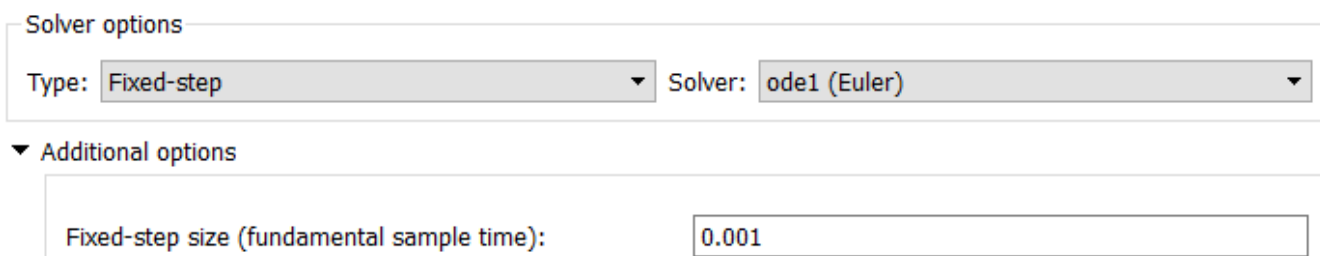 Solver options
Type: Fixed-step Solver: ode1 (Euler)
Additional options
Fixed-step size (fundamental sample time): 0.001